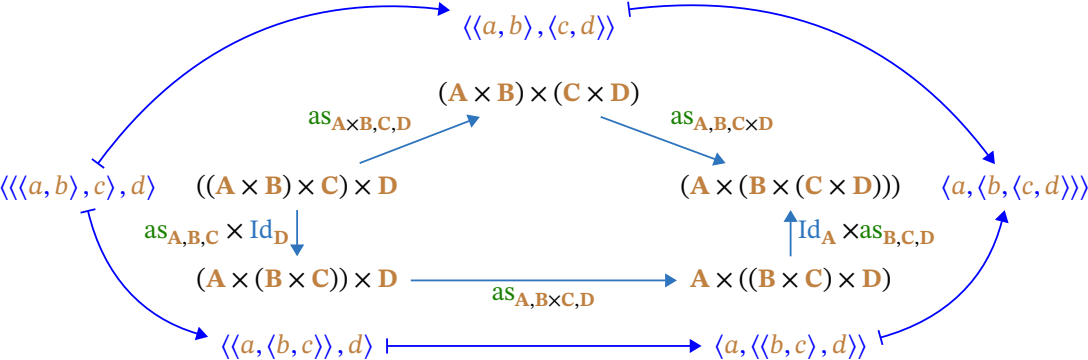 ⟨⟨a, b⟩, ⟨c, d⟩⟩
(A × B) × (C × D)
as_{A×B,C,D} as_{A,B,C×D}
⟨⟨⟨a, b⟩, c⟩, d⟩ ((A × B) × C) × D (A × (B × (C × D))) ⟨a, ⟨b, ⟨c, d⟩⟩⟩
as_{A,B,C} × Id_D Id_A × as_{B,C,D}
(A × (B × C)) × D A × ((B × C) × D)
as_{A,B×C,D}
⟨⟨a, ⟨b, c⟩⟩, d⟩ ⟨a, ⟨⟨b, c⟩, d⟩⟩